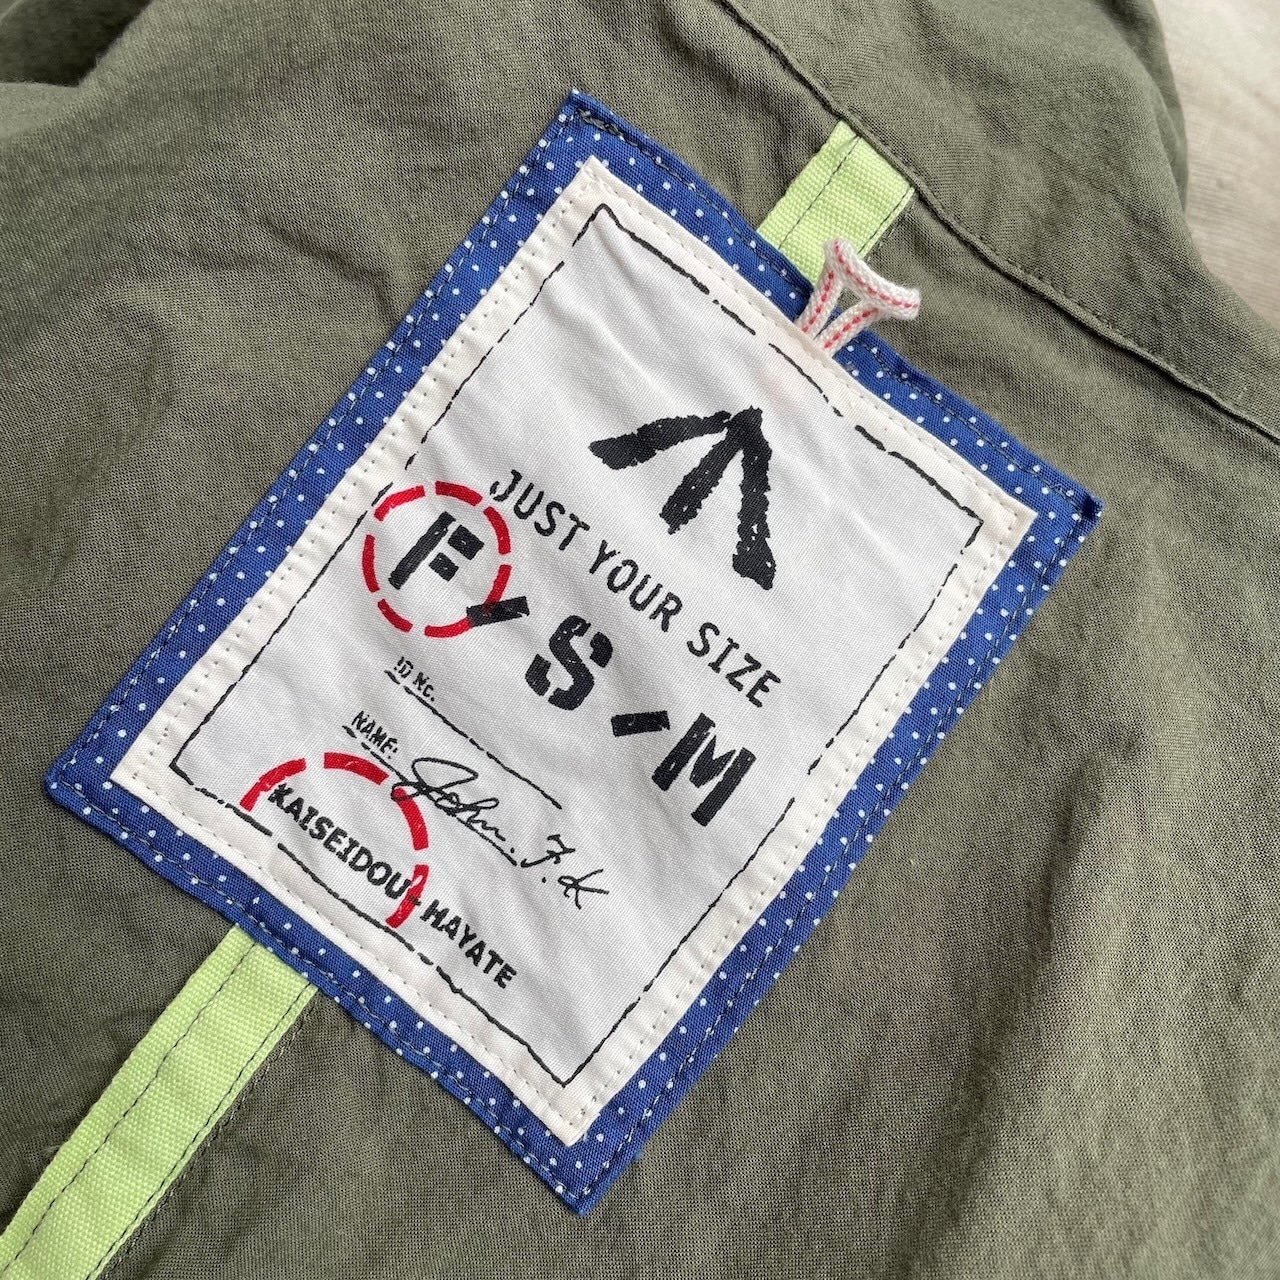 JUST YOUR SIZE
F/S/M
ID NO.
NAME: John. F. K
KAISEIDOU + HAYATE